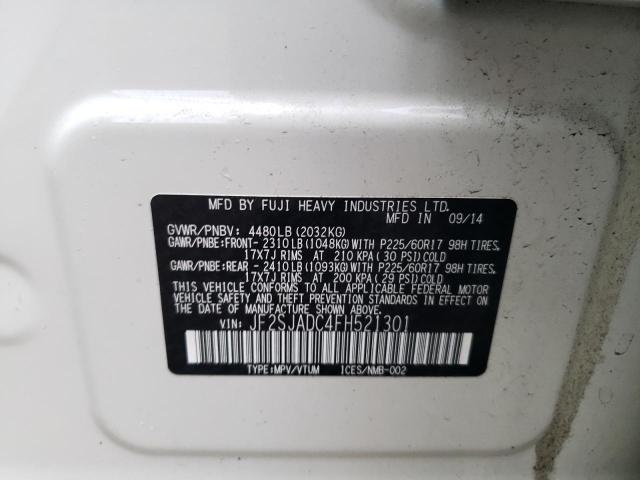 MFD BY FUJI HEAVY INDUSTRIES LTD.
MFD IN 09/14
GVWR/PNBV: 4480LB(2032KG)
GAWR/PNBE:FRONT- 2310LB(1048KG)WITH P225/60R17 98H TIRES,
17X7J RIMS AT 210 KPA(30 PSI)COLD
GAWR/PNBE:REAR - 2410LB(1093KG)WITH P225/60R17 98H TIRES,
17X7J RIMS AT 200 KPA(29 PSI)COLD
THIS VEHICLE CONFORMS TO ALL APPLICABLE FEDERAL MOTOR
VEHICLE SAFETY AND THEFT PREVENTION STANDARDS IN EFFECT ON
THE DATE OF MANUFACTURE SHOWN ABOVE.
VIN: JF2SJADC4FH521301
TYPE:MPV/VTUM ICES/NMB-002